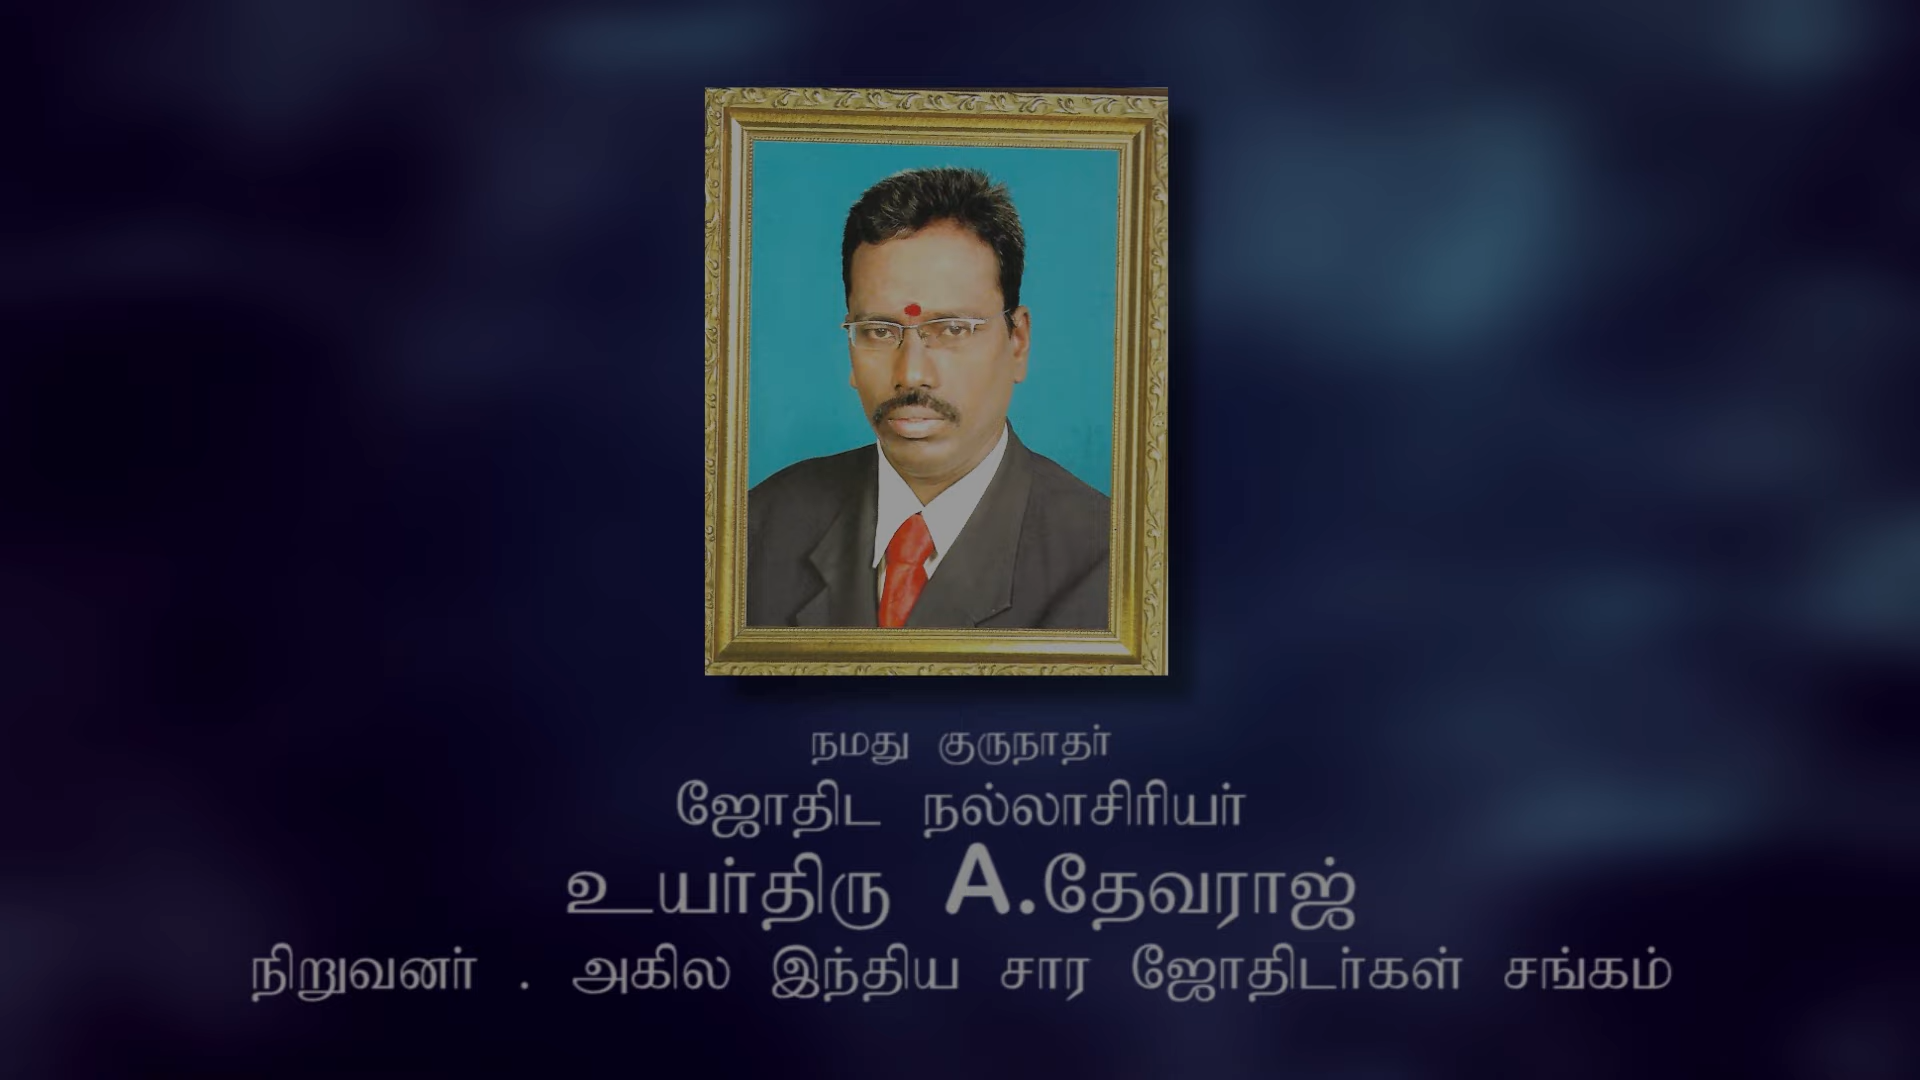 நமது குருநாதர்
ஜோதிட நல்லாசிரியர்
உயர்திரு A.தேவராஜ்
நிறுவனர் . அகில இந்திய சார ஜோதிடர்கள் சங்கம்